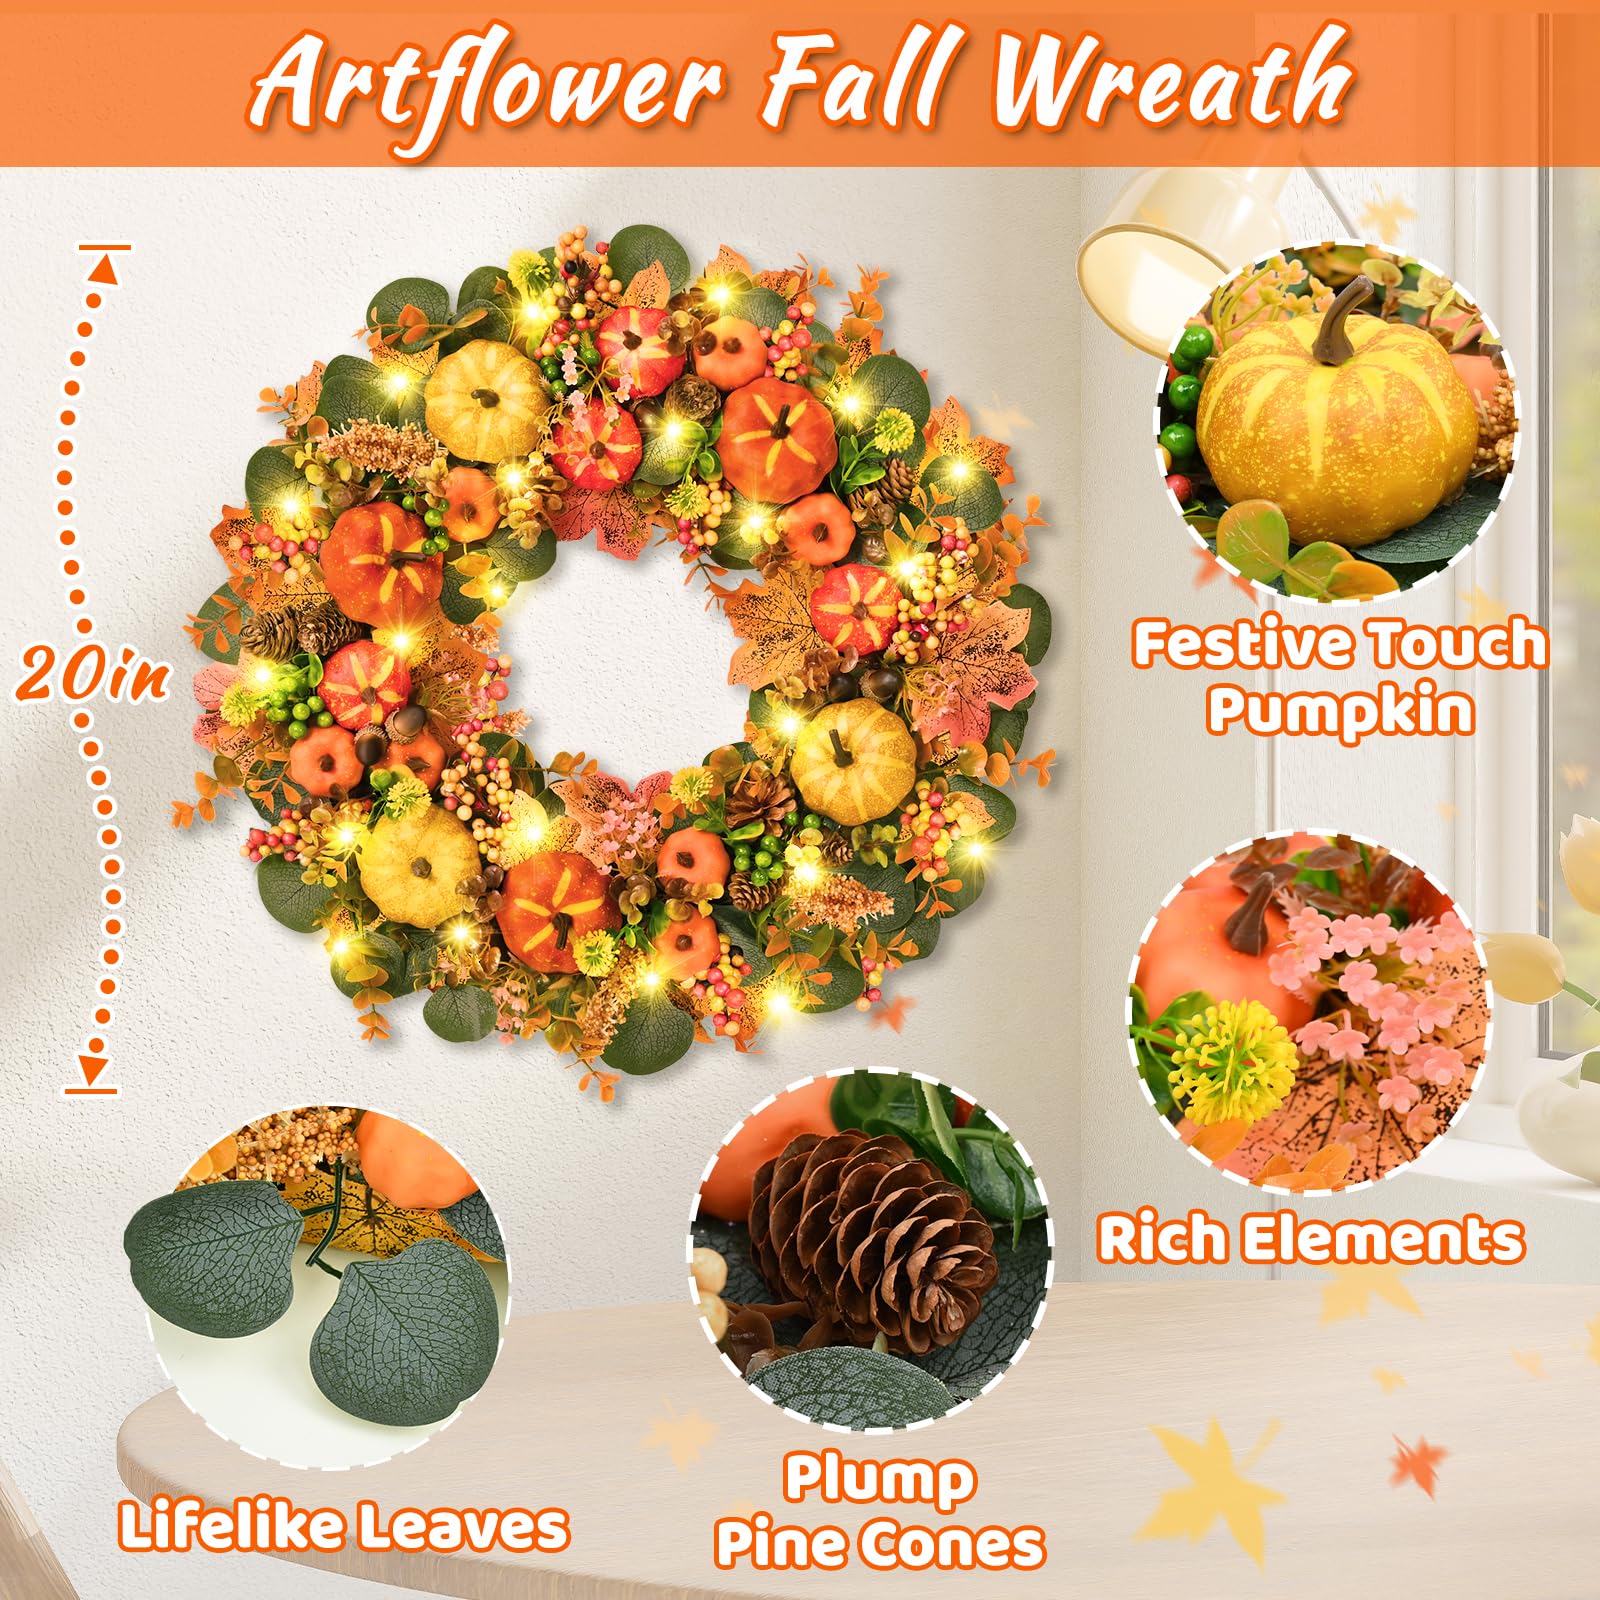 Artflower Fall Wreath
20in
Festive Touch
Pumpkin
Rich Elements
Lifelike Leaves
Plump
Pine Cones